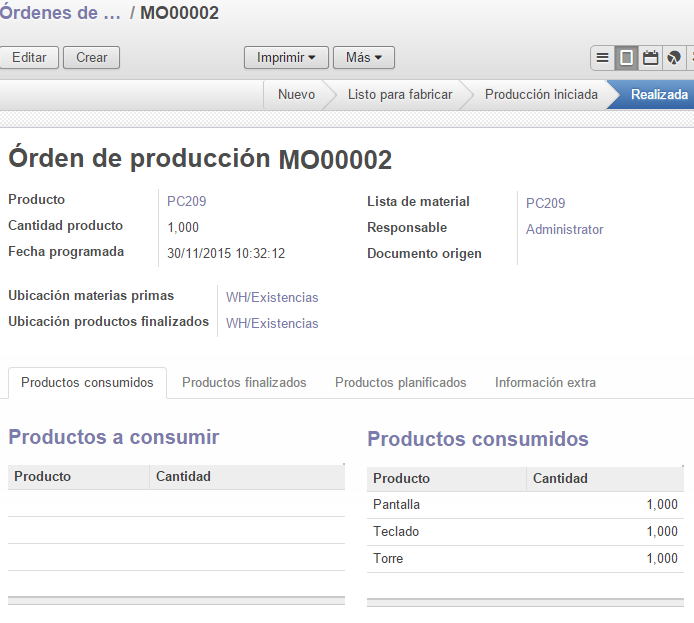 Órdenes de ... / MO00002
Editar Crear Imprimir Más
Nuevo Listo para fabricar Producción iniciada Realizada
Órden de producción MO00002
Producto PC209
Cantidad producto 1,000
Fecha programada 30/11/2015 10:32:12
Lista de material PC209
Responsable Administrator
Documento origen
Ubicación materias primas WH/Existencias
Ubicación productos finalizados WH/Existencias
Productos consumidos Productos finalizados Productos planificados Información extra
Productos a consumir
Producto Cantidad
Productos consumidos
Producto Cantidad
Pantalla 1,000
Teclado 1,000
Torre 1,000